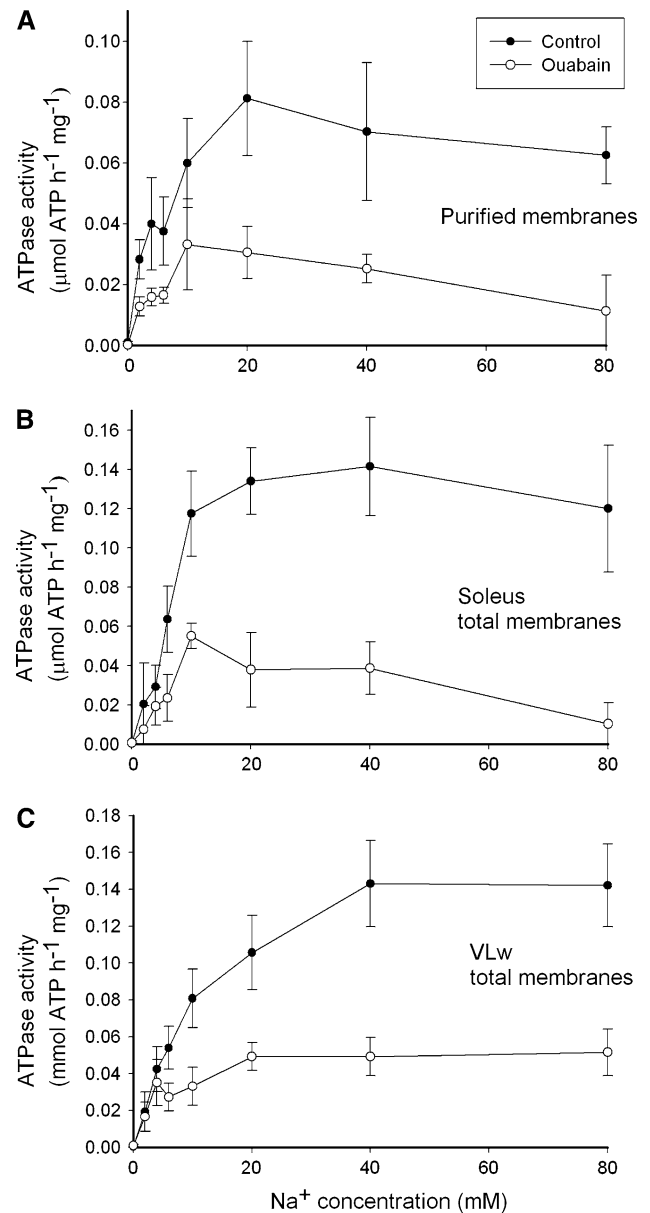 A
Control
Ouabain
ATPase activity
(μmol ATP h-1 mg-1)
0.10
0.08
0.06
0.04
0.02
0.00
Purified membranes
0 20 40 60 80
B
ATPase activity
(μmol ATP h-1 mg-1)
0.16
0.14
0.12
0.10
0.08
0.06
0.04
0.02
0.00
Soleus
total membranes
0 20 40 60 80
C
ATPase activity
(mmol ATP h-1 mg-1)
0.18
0.16
0.14
0.12
0.10
0.08
0.06
0.04
0.02
0.00
VLw
total membranes
0 20 40 60 80
Na+ concentration (mM)